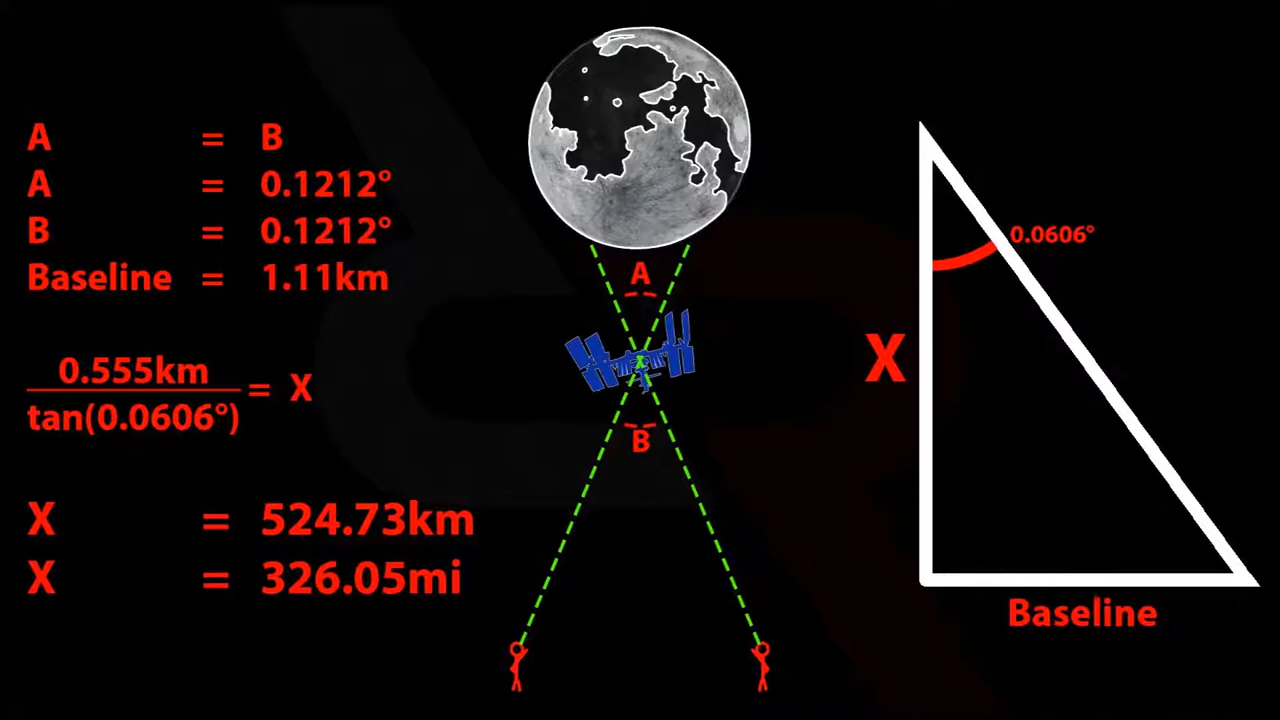 A = B
A = 0.1212°
B = 0.1212°
Baseline = 1.11km
0.555km
tan(0.0606°)
= X
X = 524.73km
X = 326.05mi
A
B
0.0606°
X
Baseline